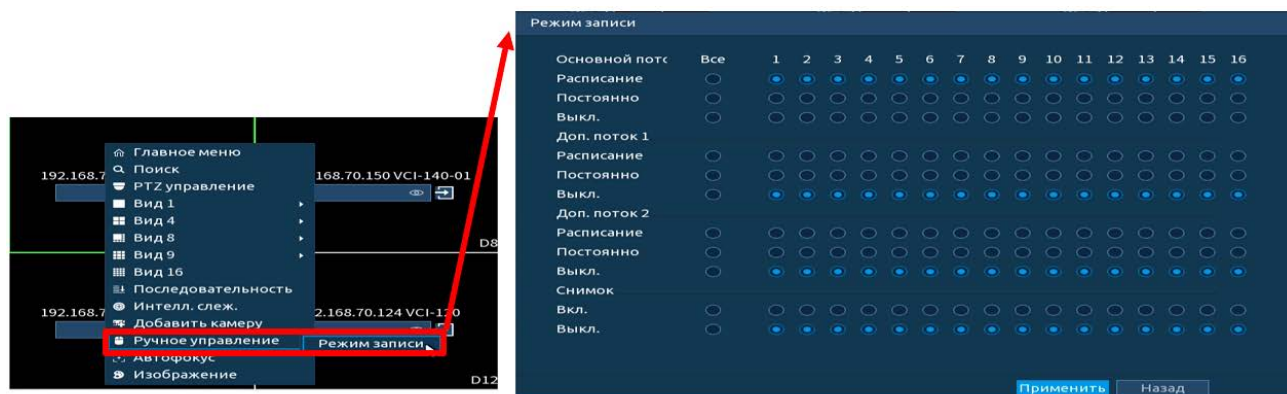 192.168.7
168.70.150 VCI-140-01
D8
192.168.7
2.168.70.124 VCI-120
D12
Главное меню
Поиск
PTZ управление
Вид 1
Вид 4
Вид 8
Вид 9
Вид 16
Последовательность
Интелл. слеж.
Добавить камеру
Ручное управление
Режим записи
Автофокус
Изображение
Режим записи
Основной пото Все 1 2 3 4 5 6 7 8 9 10 11 12 13 14 15 16
Расписание
Постоянно
Выкл.
Доп. поток 1
Расписание
Постоянно
Выкл.
Доп. поток 2
Расписание
Постоянно
Выкл.
Снимок
Вкл.
Выкл.
Применить Назад